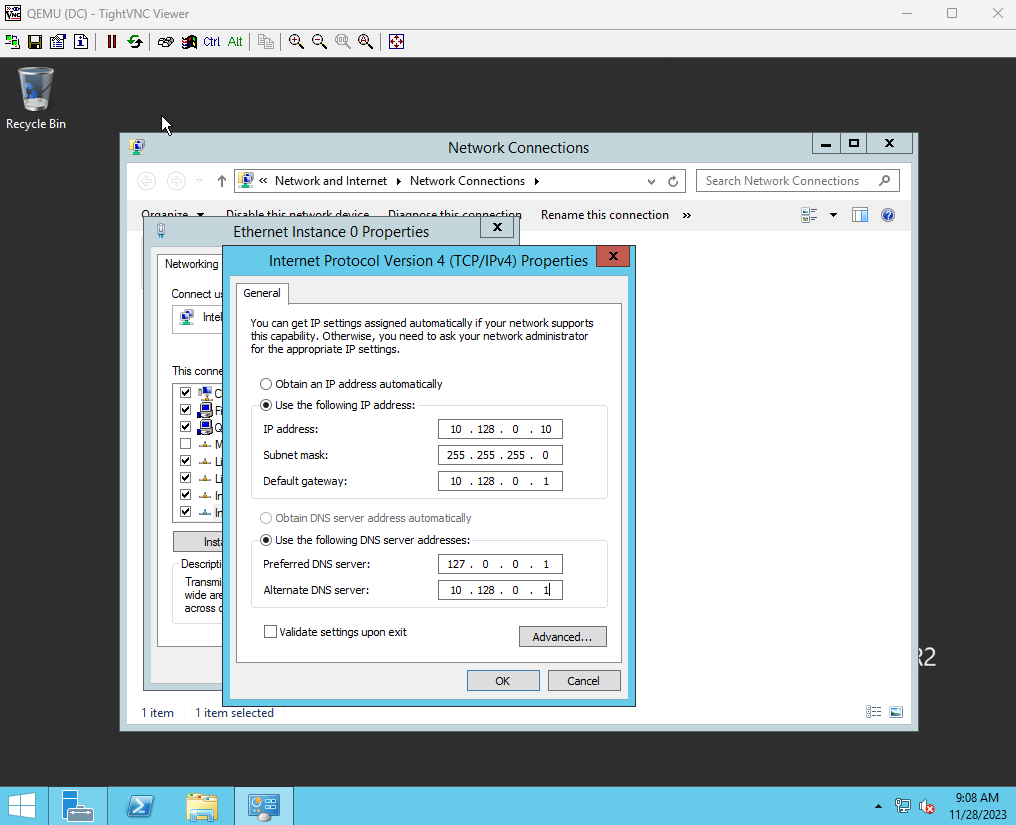 QEMU (DC) - TightVNC Viewer
Ctrl Alt
Recycle Bin
Network Connections
« Network and Internet Network Connections
Search Network Connections
Organize Disable this network device Diagnose this connection Rename this connection »
Ethernet Instance 0 Properties
Internet Protocol Version 4 (TCP/IPv4) Properties
Networking
General
Connect us
Intel
You can get IP settings assigned automatically if your network supports
this capability. Otherwise, you need to ask your network administrator
for the appropriate IP settings.
This conne
Obtain an IP address automatically
Use the following IP address:
IP address: 10 . 128 . 0 . 10
Subnet mask: 255 . 255 . 255 . 0
Default gateway: 10 . 128 . 0 . 1
Obtain DNS server address automatically
Use the following DNS server addresses:
Preferred DNS server: 127 . 0 . 0 . 1
Alternate DNS server: 10 . 128 . 0 . 1
Insta
Descripti
Transmi
wide are
across c
Validate settings upon exit
Advanced...
OK Cancel
R2
1 item 1 item selected
9:08 AM
11/28/2023